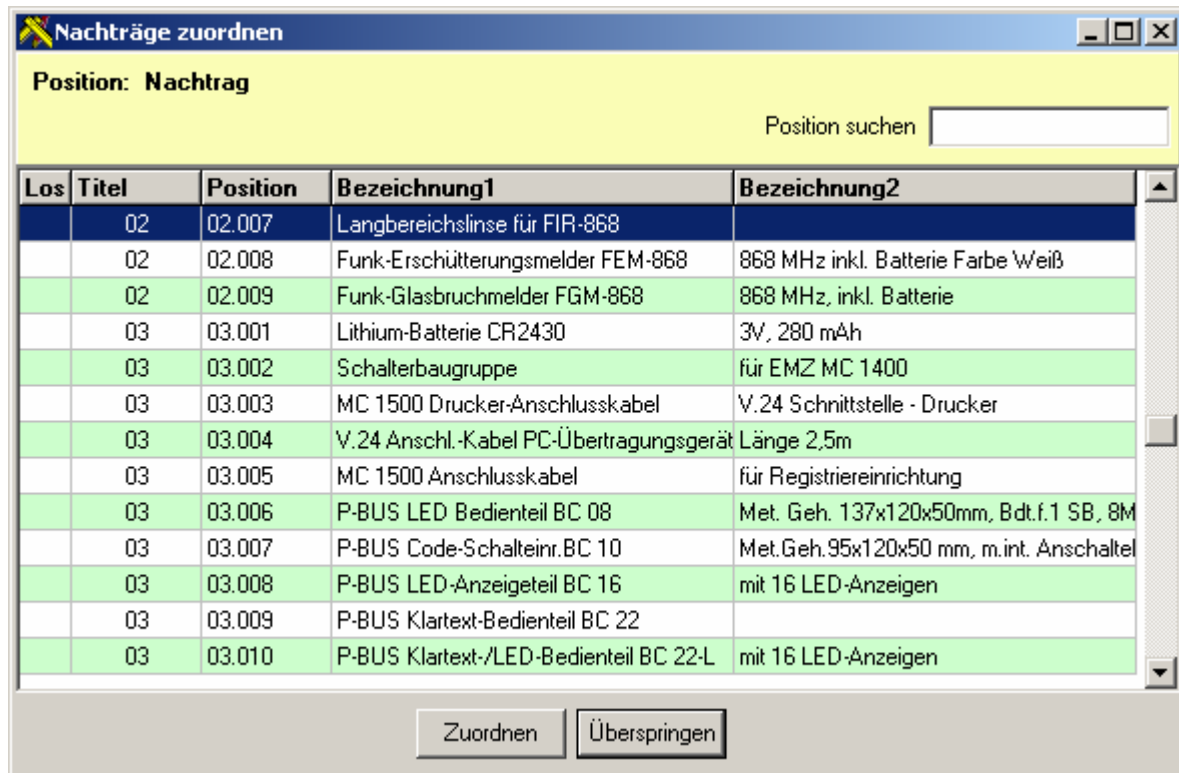 Nachträge zuordnen
Position: Nachtrag
Position suchen
Los Titel Position Bezeichnung1 Bezeichnung2
02 02.007 Langbereichslinse für FIR-868
02 02.008 Funk-Erschütterungsmelder FEM-868 868 MHz inkl. Batterie Farbe Weiß
02 02.009 Funk-Glasbruchmelder FGM-868 868 MHz, inkl. Batterie
03 03.001 Lithium-Batterie CR2430 3V, 280 mAh
03 03.002 Schalterbaugruppe für EMZ MC 1400
03 03.003 MC 1500 Drucker-Anschlusskabel V.24 Schnittstelle - Drucker
03 03.004 V.24 Anschl.-Kabel PC-Übertragungsgerät Länge 2,5m
03 03.005 MC 1500 Anschlusskabel für Registriereinrichtung
03 03.006 P-BUS LED Bedienteil BC 08 Met. Geh. 137x120x50mm, Bdt.f.1 SB, 8M
03 03.007 P-BUS Code-Schalteinr.BC 10 Met.Geh.95x120x50 mm, m.int. Anschaltel
03 03.008 P-BUS LED-Anzeigeteil BC 16 mit 16 LED-Anzeigen
03 03.009 P-BUS Klartext-Bedienteil BC 22
03 03.010 P-BUS Klartext-/LED-Bedienteil BC 22-L mit 16 LED-Anzeigen
Zuordnen Überspringen